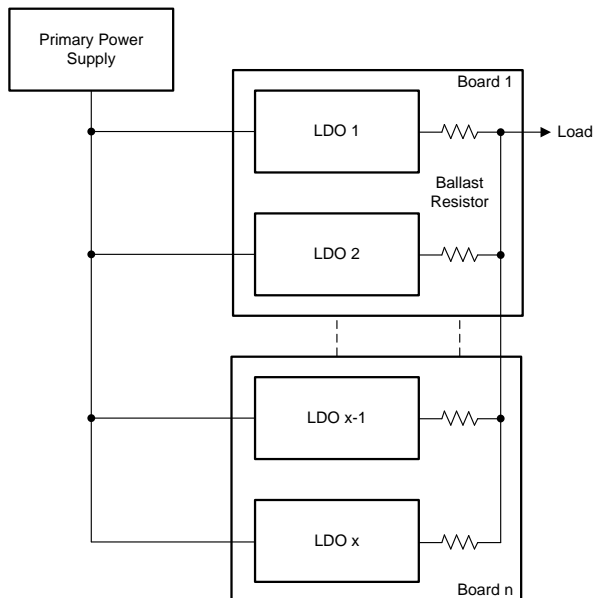 Primary Power
Supply
Board 1
LDO 1
Load
Ballast
Resistor
LDO 2
LDO x-1
LDO x
Board n